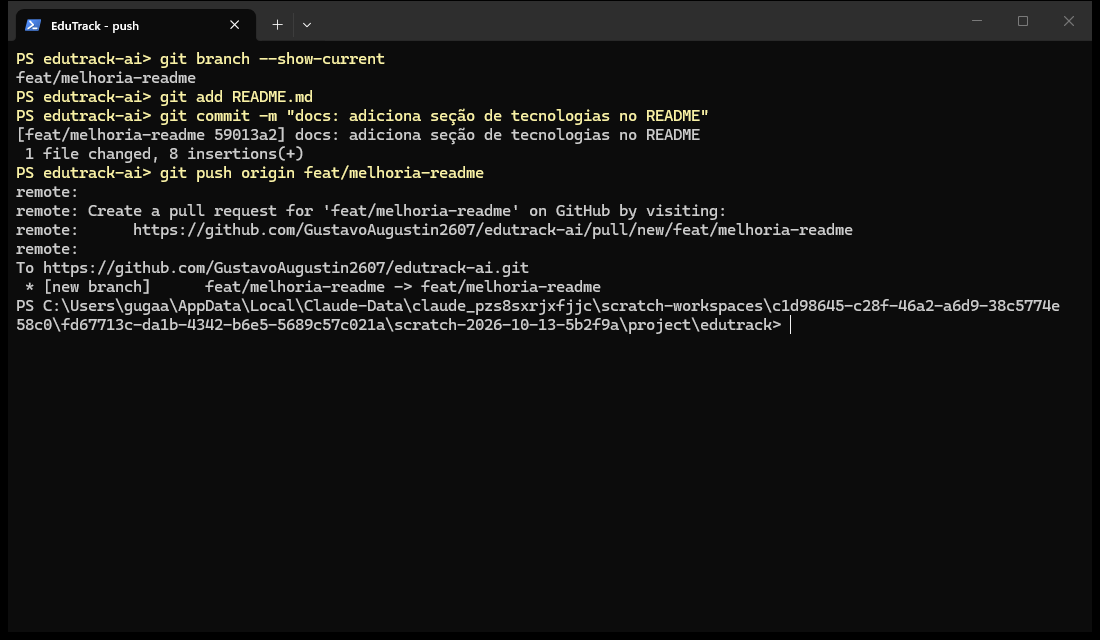 EduTrack - push
PS edutrack-ai> git branch --show-current
feat/melhoria-readme
PS edutrack-ai> git add README.md
PS edutrack-ai> git commit -m "docs: adiciona seção de tecnologias no README"
[feat/melhoria-readme 59013a2] docs: adiciona seção de tecnologias no README
 1 file changed, 8 insertions(+)
PS edutrack-ai> git push origin feat/melhoria-readme
remote:
remote: Create a pull request for 'feat/melhoria-readme' on GitHub by visiting:
remote:      https://github.com/GustavoAugustin2607/edutrack-ai/pull/new/feat/melhoria-readme
remote:
To https://github.com/GustavoAugustin2607/edutrack-ai.git
 * [new branch]      feat/melhoria-readme -> feat/melhoria-readme
PS C:\Users\gugaa\AppData\Local\Claude-Data\claude_pzs8sxrjxfjjc\scratch-workspaces\c1d98645-c28f-46a2-a6d9-38c5774e
58c0\fd67713c-da1b-4342-b6e5-5689c57c021a\scratch-2026-10-13-5b2f9a\project\edutrack>